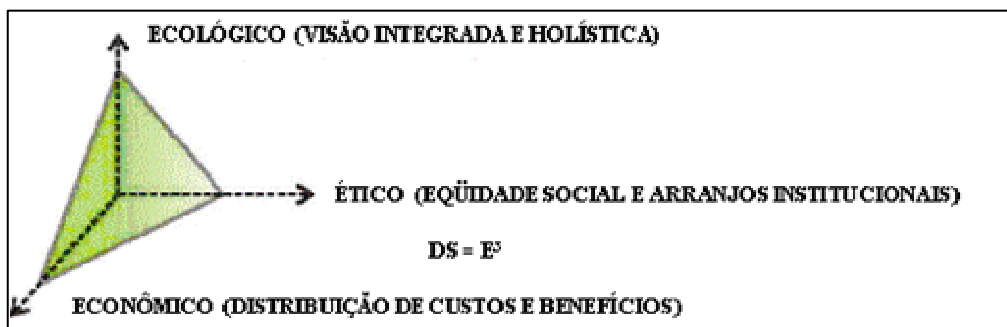 ECOLÓGICO (VISÃO INTEGRADA E HOLÍSTICA)
ÉTICO (EQÜIDADE SOCIAL E ARRANJOS INSTITUCIONAIS)
DS = E³
ECONÔMICO (DISTRIBUIÇÃO DE CUSTOS E BENEFÍCIOS)